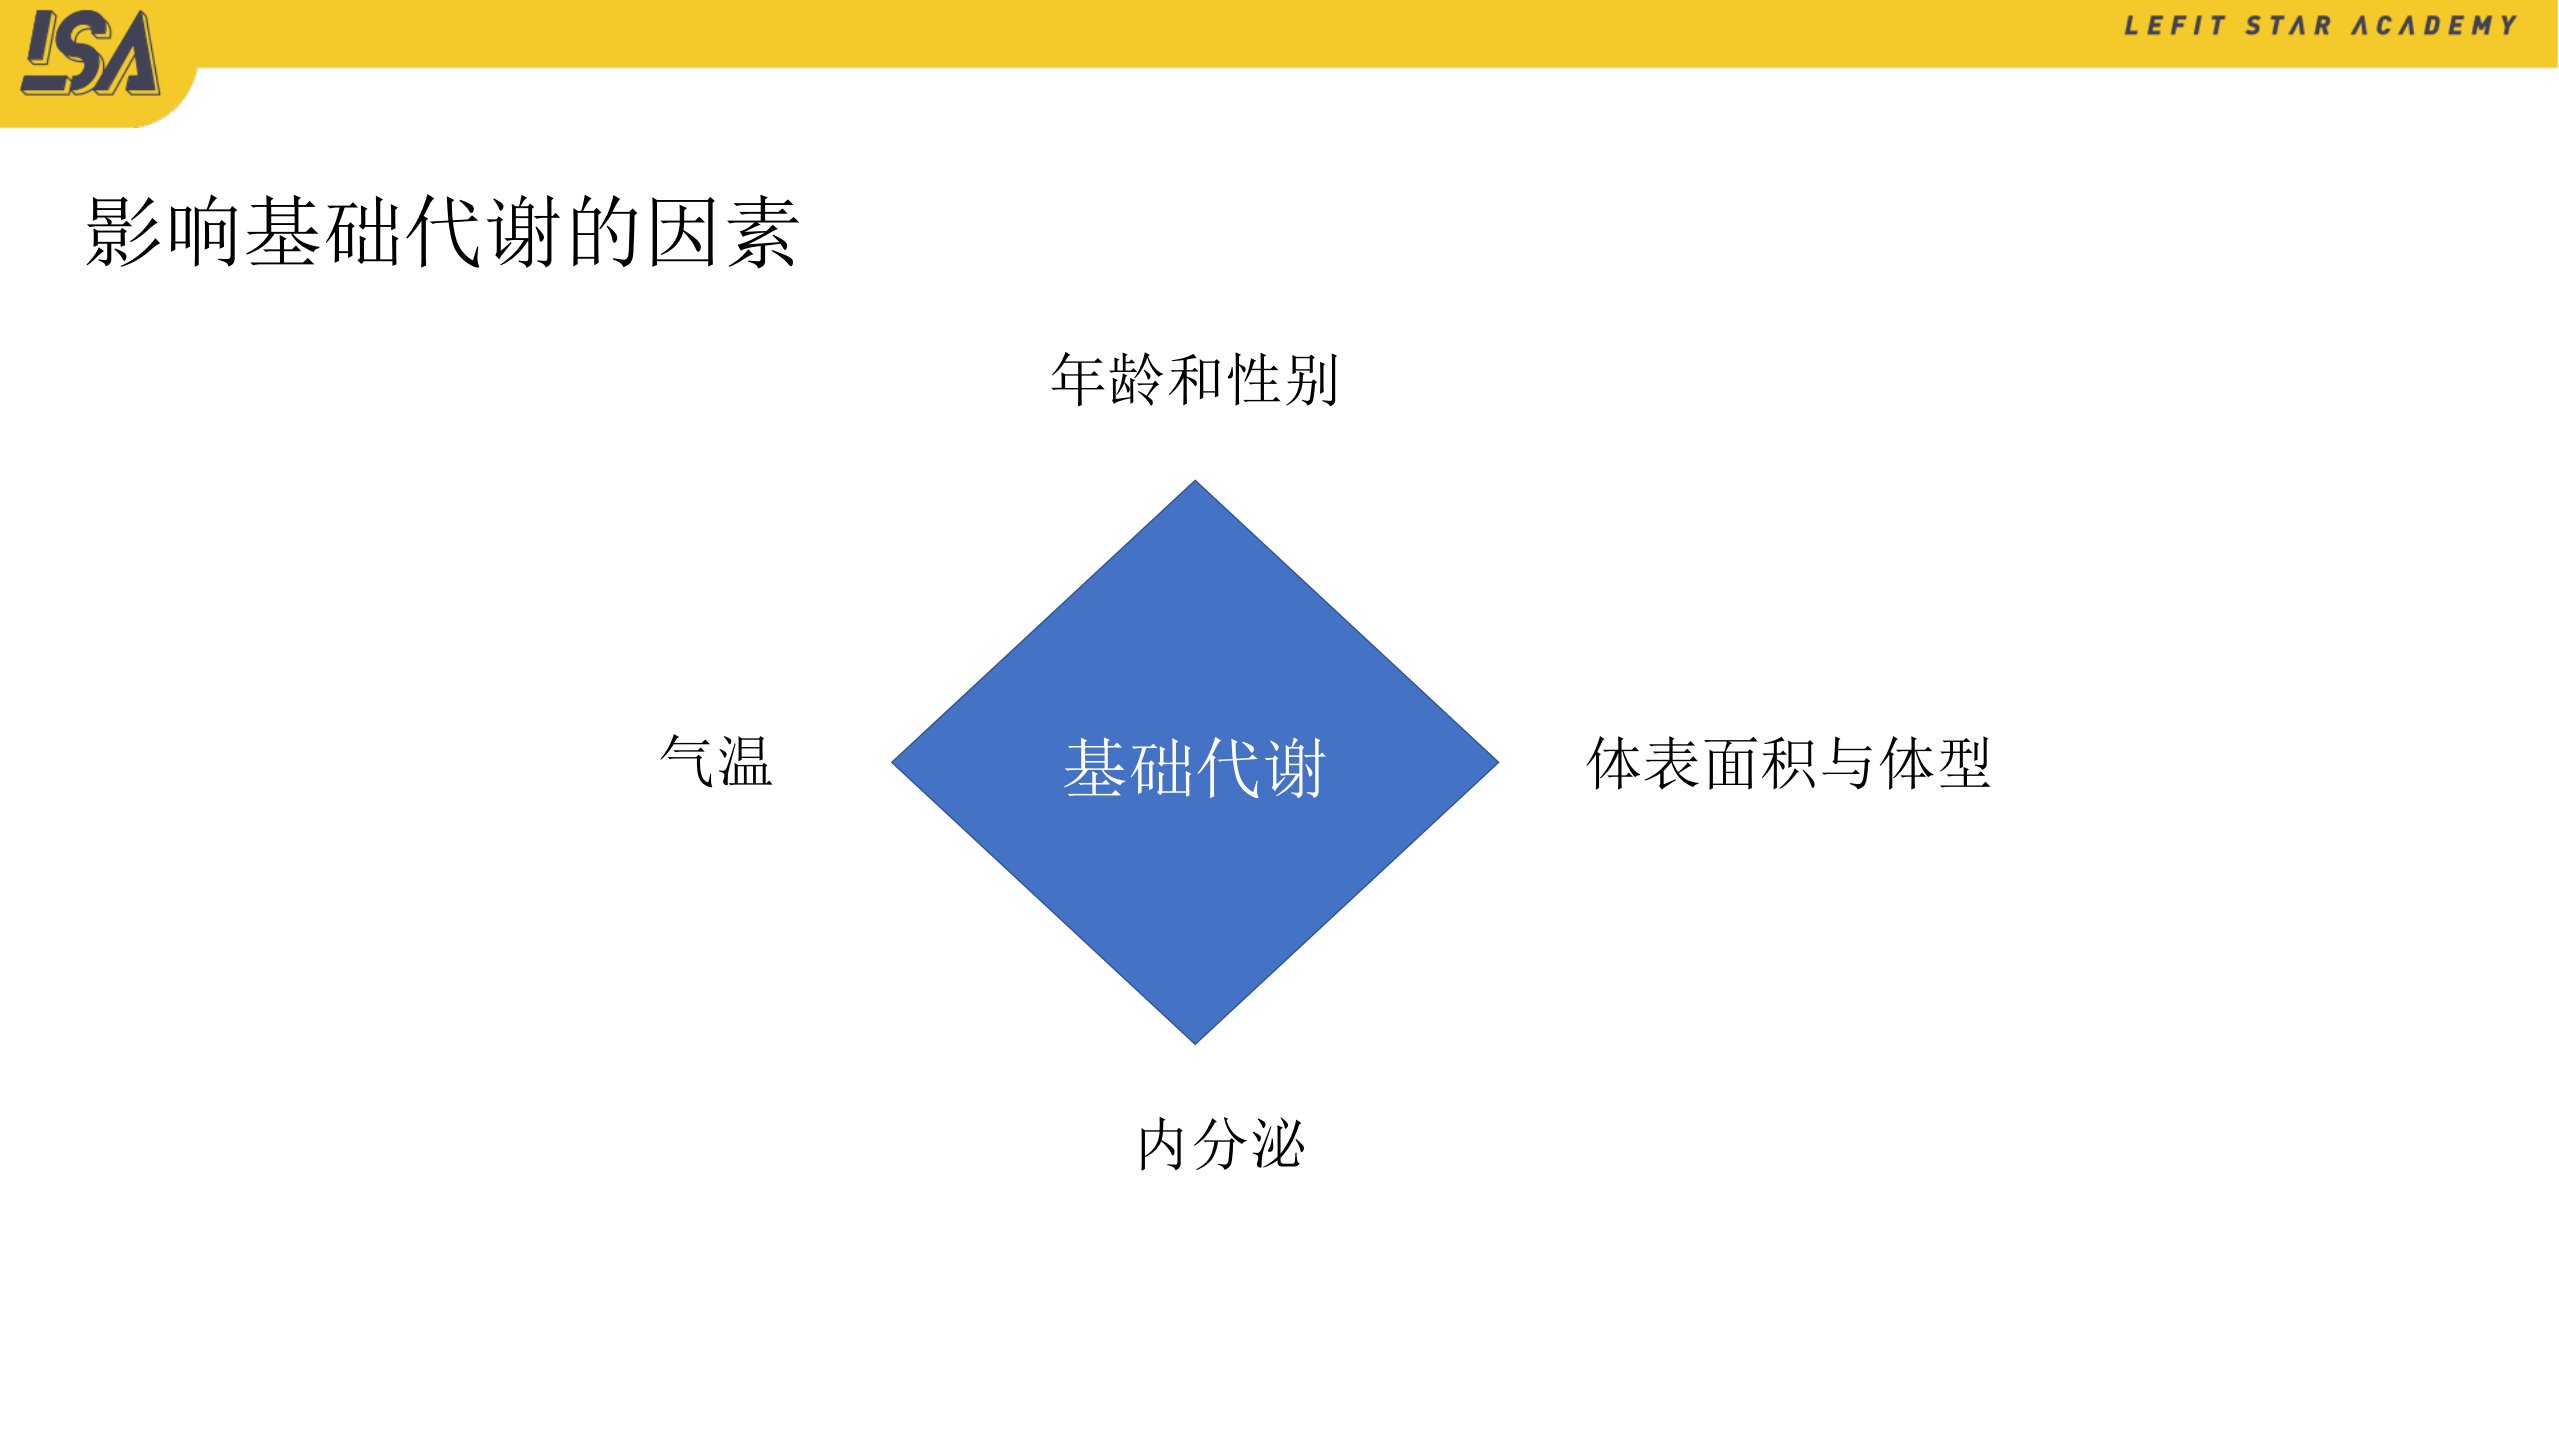 LSA
LEFIT STAR ACADEMY
影响基础代谢的因素
年龄和性别
气温
基础代谢
体表面积与体型
内分泌